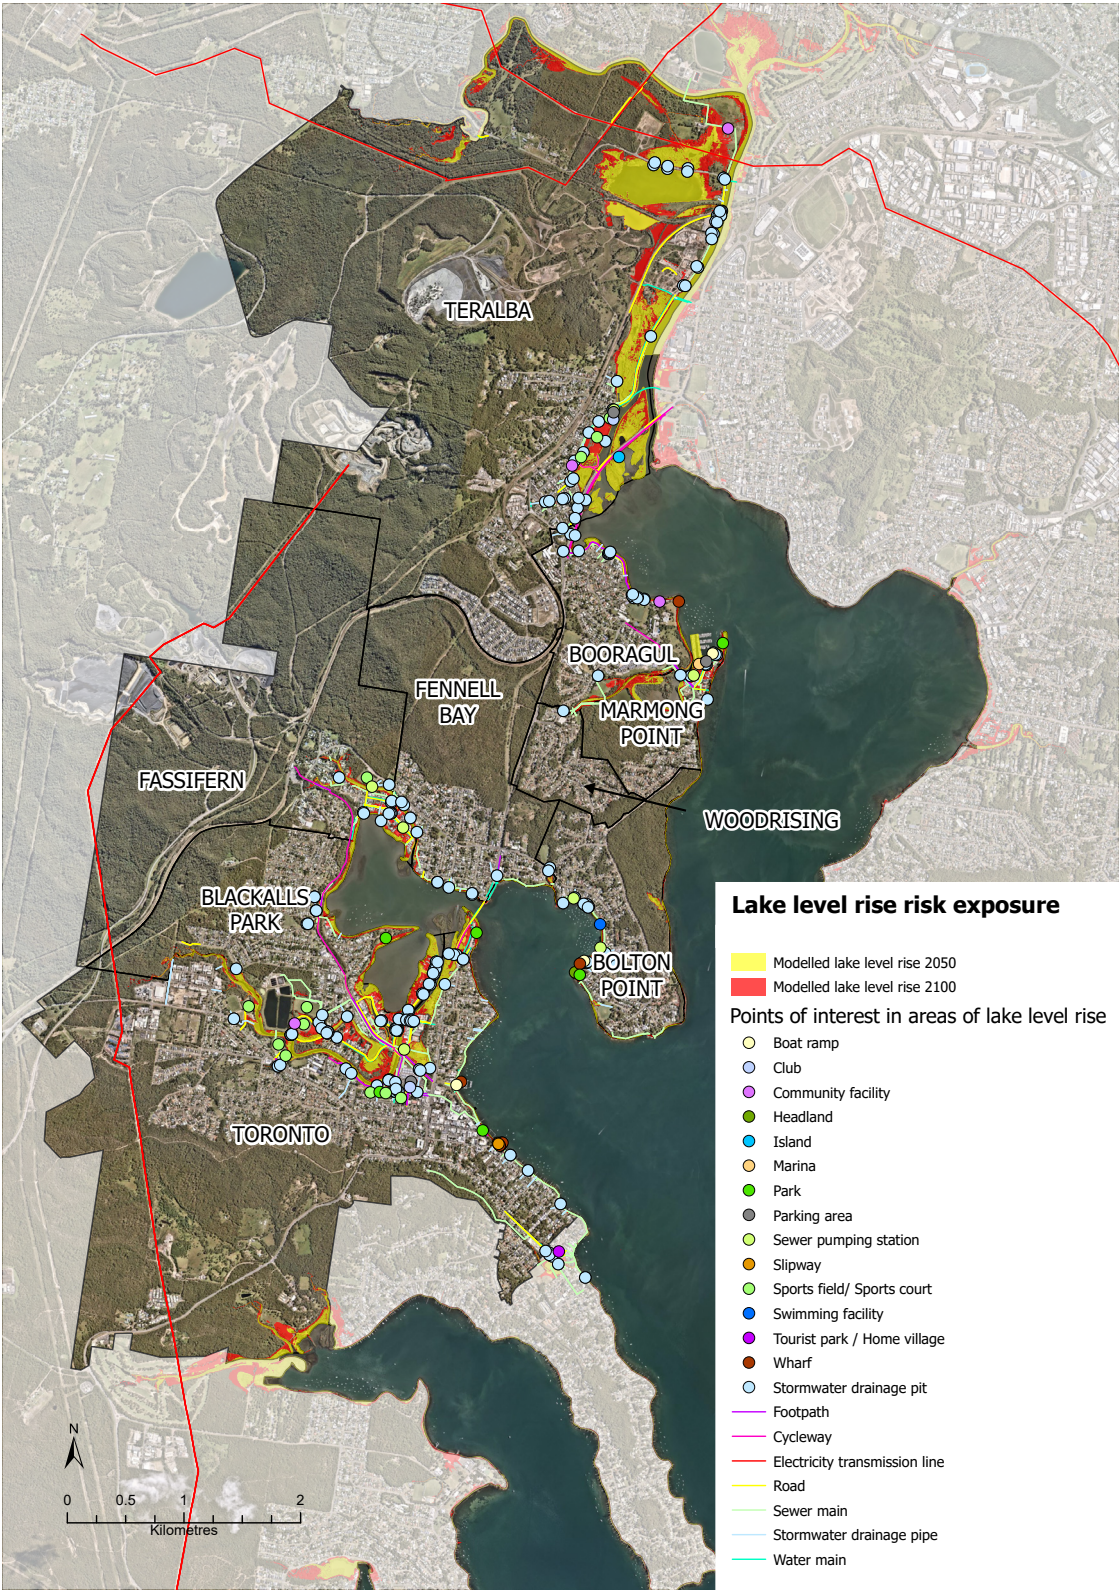 TERALBA
BOORAGUL
FENNELL
BAY
MARMONG
POINT
FASSIFERN
WOODRISING
BLACKALLS
PARK
BOLTON
POINT
TORONTO
N
0 0.5 1 2
Kilometres
Lake level rise risk exposure
Modelled lake level rise 2050
Modelled lake level rise 2100
Points of interest in areas of lake level rise
Boat ramp
Club
Community facility
Headland
Island
Marina
Park
Parking area
Sewer pumping station
Slipway
Sports field/ Sports court
Swimming facility
Tourist park / Home village
Wharf
Stormwater drainage pit
Footpath
Cycleway
Electricity transmission line
Road
Sewer main
Stormwater drainage pipe
Water main